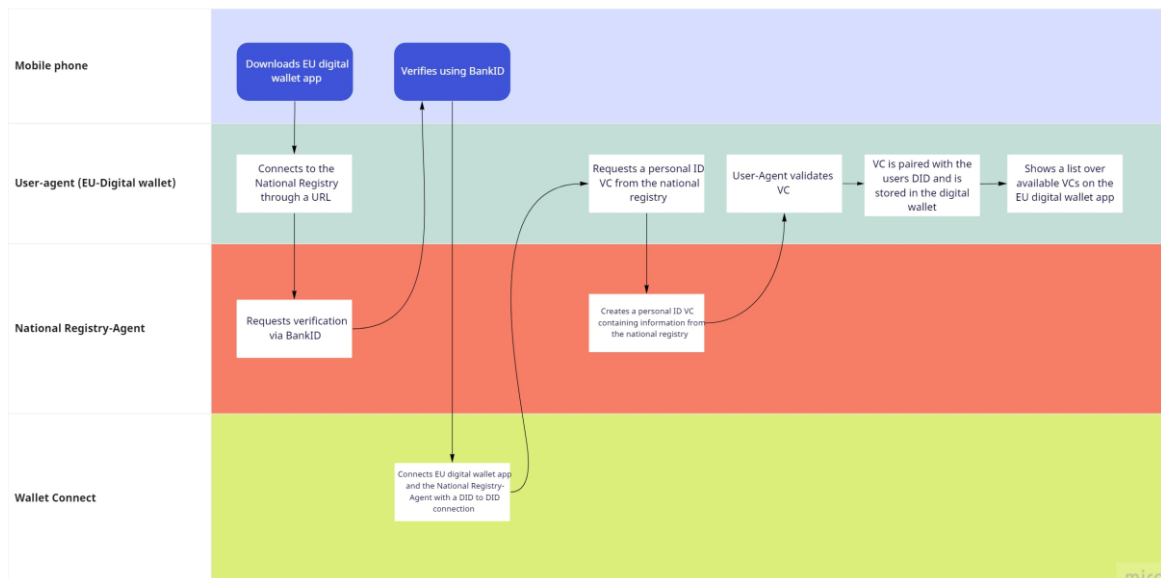 Mobile phone
Downloads EU digital
wallet app
Verifies using BankID
User-agent (EU-Digital wallet)
Connects to the
National Registry
through a URL
Requests a personal ID
VC from the national
registry
User-Agent validates
VC
VC is paired with the
users DID and is
stored in the digital
wallet
Shows a list over
available VCs on the
EU digital wallet app
National Registry-Agent
Requests verification
via BankID
Creates a personal ID VC
containing information from
the national registry
Wallet Connect
Connects EU digital wallet app
and the National Registry-
Agent with a DID to DID
connection
miro